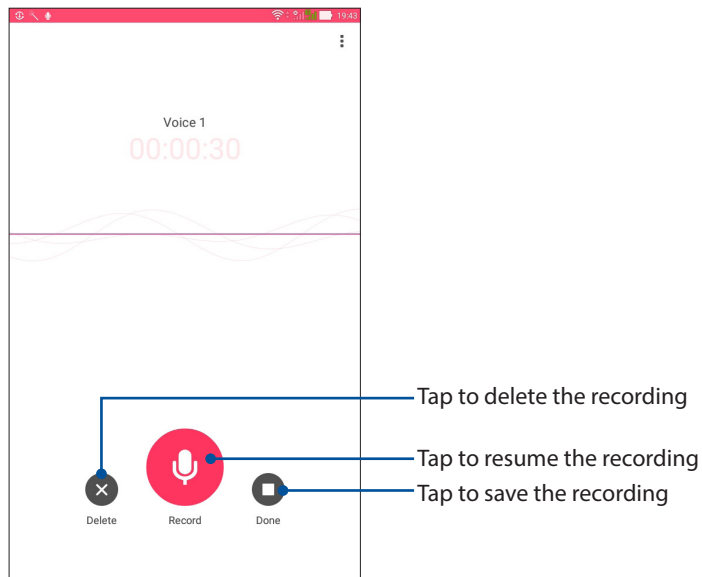 19:43
Voice 1
00:00:30
Tap to delete the recording
Tap to resume the recording
Tap to save the recording
Delete Record Done